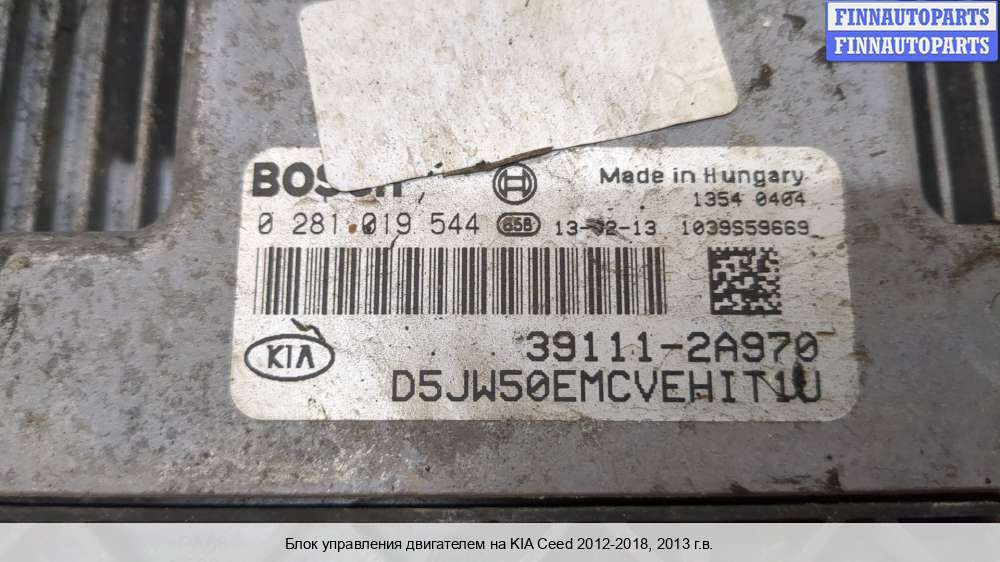 FINNAUTOPARTS
FINNAUTOPARTS
BOSCH
Made in Hungary
1354 0404
0 281 019 544 65B 13-02-13 1039S59669
KIA
39111-2A970
D5JW50EMCVEHIT1U
Блок управления двигателем на KIA Ceed 2012-2018, 2013 г.в.